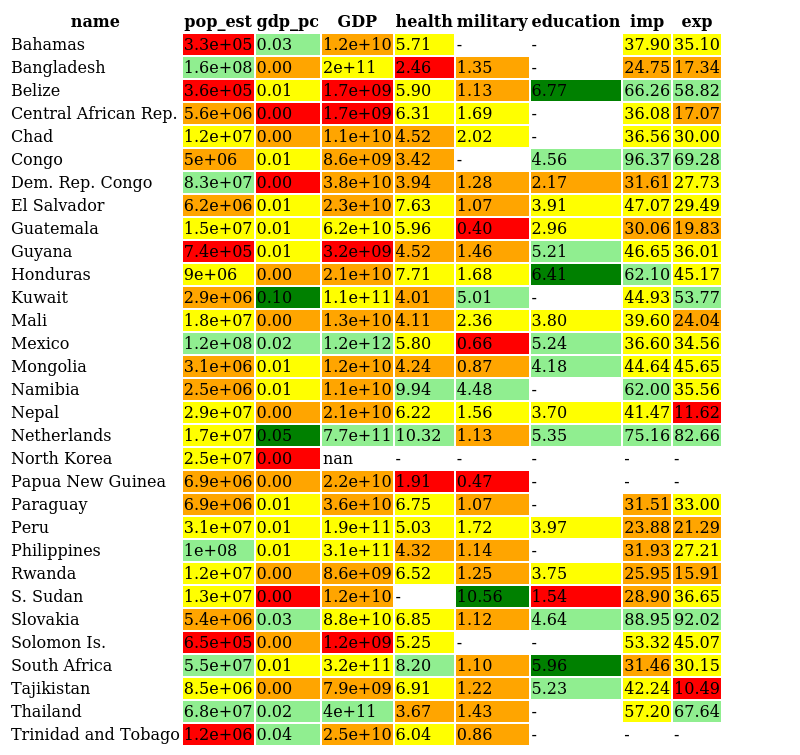 name pop_est gdp_pc GDP health military education imp exp
Bahamas 3.3e+05 0.03 1.2e+10 5.71 - - 37.90 35.10
Bangladesh 1.6e+08 0.00 2e+11 2.46 1.35 - 24.75 17.34
Belize 3.6e+05 0.01 1.7e+09 5.90 1.13 6.77 66.26 58.82
Central African Rep. 5.6e+06 0.00 1.7e+09 6.31 1.69 - 36.08 17.07
Chad 1.2e+07 0.00 1.1e+10 4.52 2.02 - 36.56 30.00
Congo 5e+06 0.01 8.6e+09 3.42 - 4.56 96.37 69.28
Dem. Rep. Congo 8.3e+07 0.00 3.8e+10 3.94 1.28 2.17 31.61 27.73
El Salvador 6.2e+06 0.01 2.3e+10 7.63 1.07 3.91 47.07 29.49
Guatemala 1.5e+07 0.01 6.2e+10 5.96 0.40 2.96 30.06 19.83
Guyana 7.4e+05 0.01 3.2e+09 4.52 1.46 5.21 46.65 36.01
Honduras 9e+06 0.00 2.1e+10 7.71 1.68 6.41 62.10 45.17
Kuwait 2.9e+06 0.10 1.1e+11 4.01 5.01 - 44.93 53.77
Mali 1.8e+07 0.00 1.3e+10 4.11 2.36 3.80 39.60 24.04
Mexico 1.2e+08 0.02 1.2e+12 5.80 0.66 5.24 36.60 34.56
Mongolia 3.1e+06 0.01 1.2e+10 4.24 0.87 4.18 44.64 45.65
Namibia 2.5e+06 0.01 1.1e+10 9.94 4.48 - 62.00 35.56
Nepal 2.9e+07 0.00 2.1e+10 6.22 1.56 3.70 41.47 11.62
Netherlands 1.7e+07 0.05 7.7e+11 10.32 1.13 5.35 75.16 82.66
North Korea 2.5e+07 0.00 nan - - - - -
Papua New Guinea 6.9e+06 0.00 2.2e+10 1.91 0.47 - - -
Paraguay 6.9e+06 0.01 3.6e+10 6.75 1.07 - 31.51 33.00
Peru 3.1e+07 0.01 1.9e+11 5.03 1.72 3.97 23.88 21.29
Philippines 1e+08 0.01 3.1e+11 4.32 1.14 - 31.93 27.21
Rwanda 1.2e+07 0.00 8.6e+09 6.52 1.25 3.75 25.95 15.91
S. Sudan 1.3e+07 0.00 1.2e+10 - 10.56 1.54 28.90 36.65
Slovakia 5.4e+06 0.03 8.8e+10 6.85 1.12 4.64 88.95 92.02
Solomon Is. 6.5e+05 0.00 1.2e+09 5.25 - - 53.32 45.07
South Africa 5.5e+07 0.01 3.2e+11 8.20 1.10 5.96 31.46 30.15
Tajikistan 8.5e+06 0.00 7.9e+09 6.91 1.22 5.23 42.24 10.49
Thailand 6.8e+07 0.02 4e+11 3.67 1.43 - 57.20 67.64
Trinidad and Tobago 1.2e+06 0.04 2.5e+10 6.04 0.86 - - -